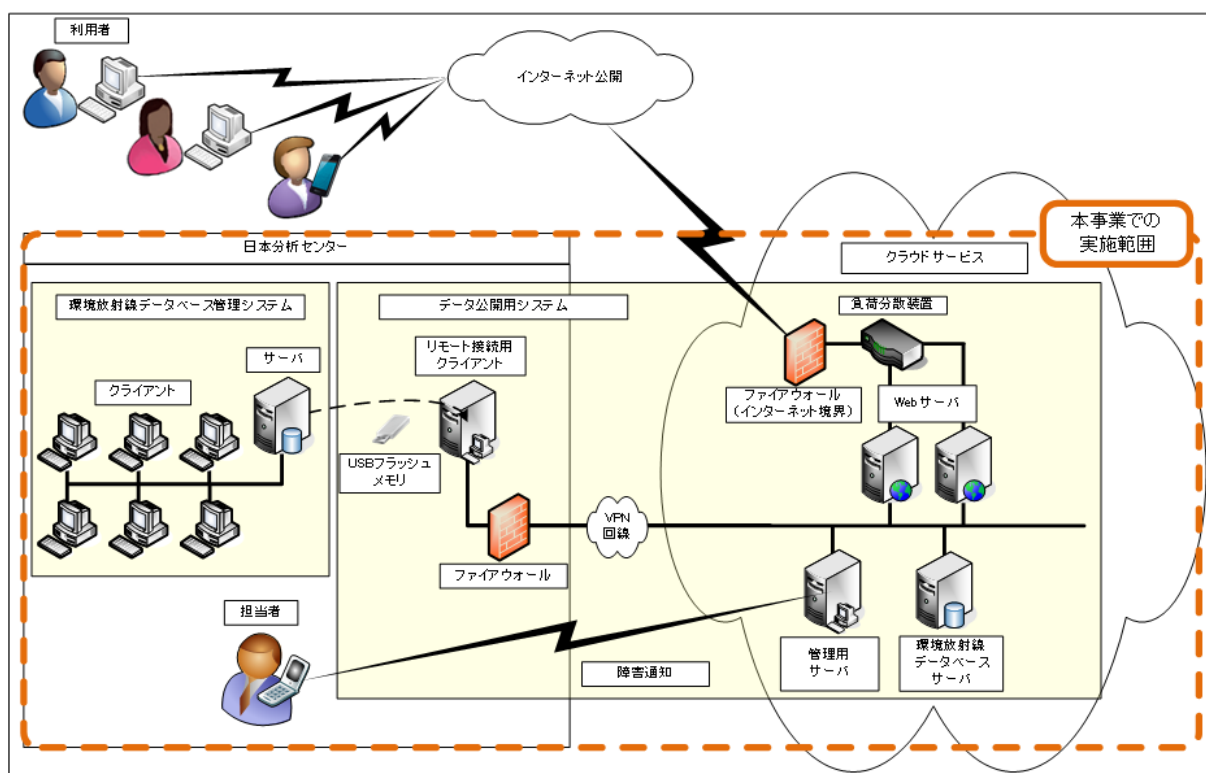 利用者
インターネット公開
本事業での
実施範囲
日本分析センター
クラウドサービス
環境放射線データベース管理システム
データ公開用システム
負荷分散装置
サーバ
リモート接続用
クライアント
クライアント
ファイアウォール
（インターネット境界）
Webサーバ
USBフラッシュ
メモリ
VPN
回線
ファイアウォール
担当者
障害通知
管理用
サーバ
環境放射線
データベース
サーバ